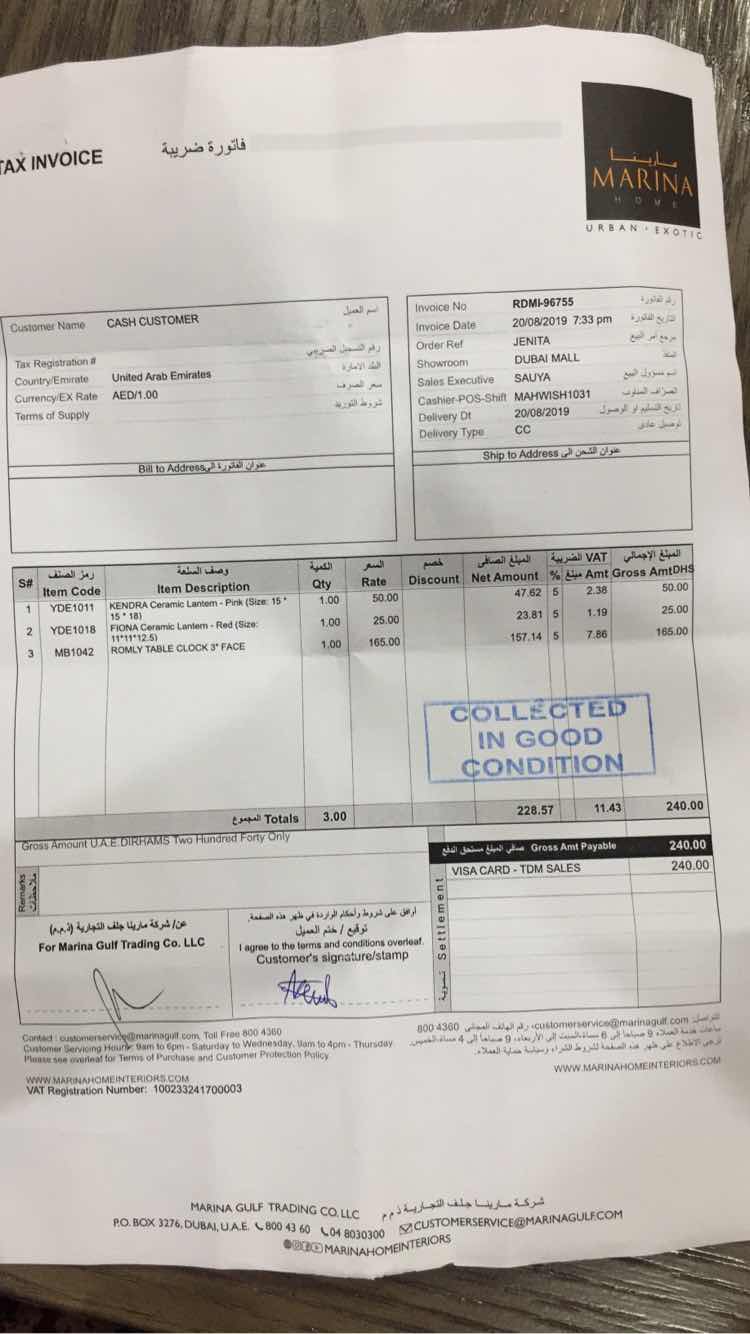 TAX INVOICE فاتورة ضريبة
مارينا
MARINA
HOME
URBAN • EXOTIC
Customer Name CASH CUSTOMER اسم العميل
Tax Registration # رقم التسجيل الضريبي
Country/Emirate United Arab Emirates البلد الامارة
Currency/EX Rate AED/1.00 سعر الصرف
Terms of Supply شروط التوريد
Bill to Address عنوان الفاتورة الى
Invoice No RDMI-96755 رقم الفاتورة
Invoice Date 20/08/2019 7:33 pm التاريخ الفاتورة
Order Ref JENITA مرجع امر البيع
Showroom DUBAI MALL
Sales Executive SAUYA اسم مسؤول البيع
Cashier-POS-Shift MAHWISH1031 الصراف المناوب
Delivery Dt 20/08/2019 تاريخ التسليم او الوصول
Delivery Type CC توصيل عادى
Ship to Address عنوان الشحن الى
رمز الصنف وصف السلعة الكمية السعر خصم المبلغ الصافى الضريبة VAT المبلغ الإجمالي
S# Item Code Item Description Qty Rate Discount Net Amount % مبلغ Amt Gross AmtDHS
1 YDE1011 KENDRA Ceramic Lantern - Pink (Size: 15 * 1.00 50.00 47.62 5 2.38 50.00
15 * 18)
2 YDE1018 FIONA Ceramic Lantern - Red (Size: 1.00 25.00 23.81 5 1.19 25.00
11*11*12.5)
3 MB1042 ROMLY TABLE CLOCK 3" FACE 1.00 165.00 157.14 5 7.86 165.00
COLLECTED
IN GOOD
CONDITION
المجموع Totals 3.00 228.57 11.43 240.00
Gross Amount U.A.E.DIRHAMS Two Hundred Forty Only
صافي المبلغ مستحق الدفع Gross Amt Payable 240.00
VISA CARD - TDM SALES 240.00
Settlement تسوية
Remarks ملاحظات
عن/ شركة مارينا جلف التجارية (ذ.م.م)
For Marina Gulf Trading Co. LLC
أوافق على شروط وأحكام الواردة في ظهر هذه الصفحة.
توقيع / ختم العميل
I agree to the terms and conditions overleaf.
Customer's signature/stamp
Contact : customerservice@marinagulf.com, Toll Free 800 4360
Customer Servicing Hours: 9am to 6pm - Saturday to Wednesday, 9am to 4pm - Thursday
Please see overleaf for Terms of Purchase and Customer Protection Policy.
للتواصل: customerservice@marinagulf.com، رقم الهاتف المجاني 4360 800
ساعات خدمة العملاء 9 صباحا إلى 6 مساء-السبت إلى الأربعاء، 9 صباحا إلى 4 مساء-الخميس.
ترجى الاطلاع على ظهر هذه الصفحة لشروط الشراء وسياسة حماية العملاء.
WWW.MARINAHOMEINTERIORS.COM
WWW.MARINAHOMEINTERIORS.COM
VAT Registration Number: 100233241700003
MARINA GULF TRADING CO. LLC شركة مارينا جلف التجارية ذ م م
P.O. BOX 3276, DUBAI, U.A.E. 800 43 60 04 8030300 CUSTOMERSERVICE@MARINAGULF.COM
MARINAHOMEINTERIORS